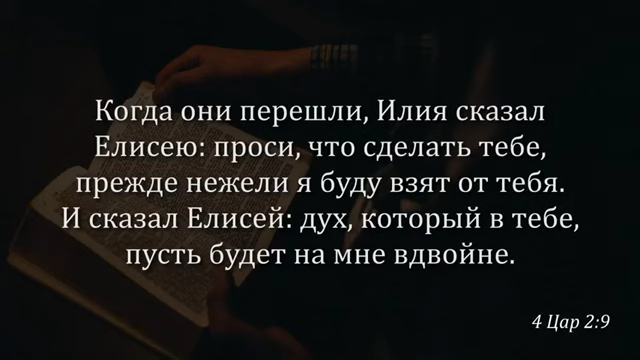 Когда они перешли, Илия сказал
Елисею: проси, что сделать тебе,
прежде нежели я буду взят от тебя.
И сказал Елисей: дух, который в тебе,
пусть будет на мне вдвойне.
4 Цар 2:9